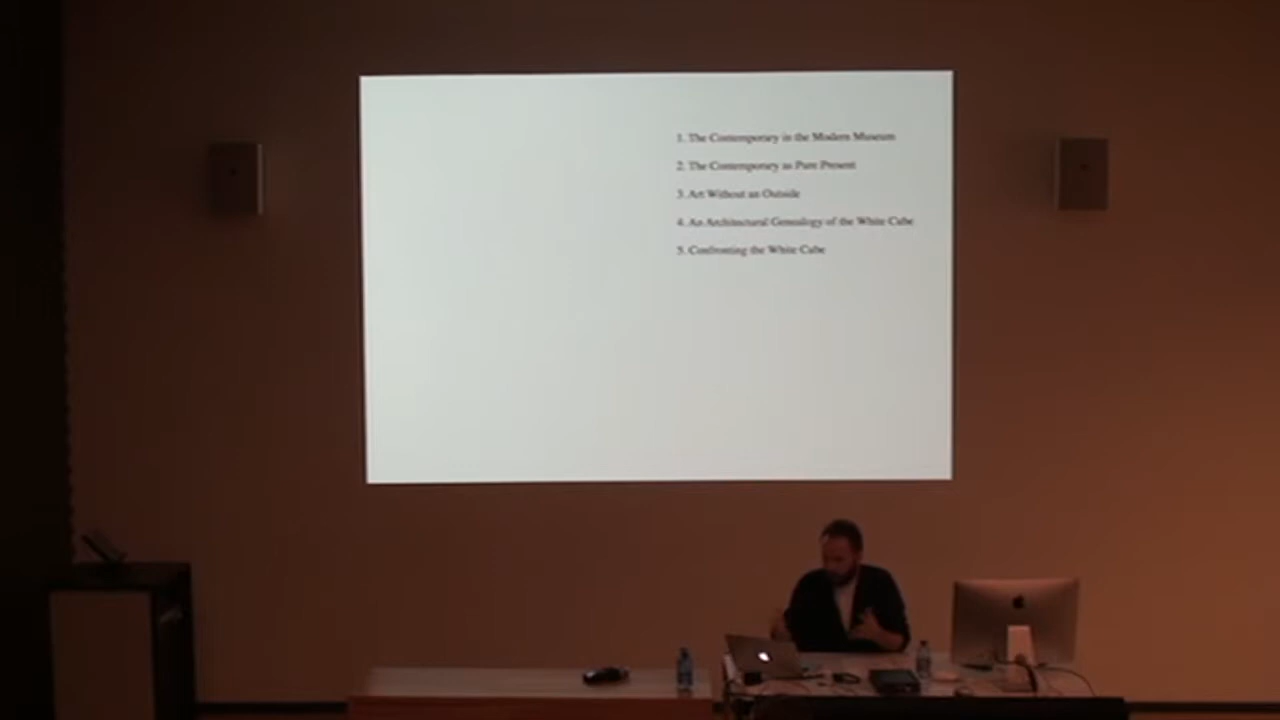 1. The Contemporary in the Modern Museum
2. The Contemporary as Pure Present
3. Art Without an Outside
4. An Architectural Genealogy of the White Cube
5. Confronting the White Cube